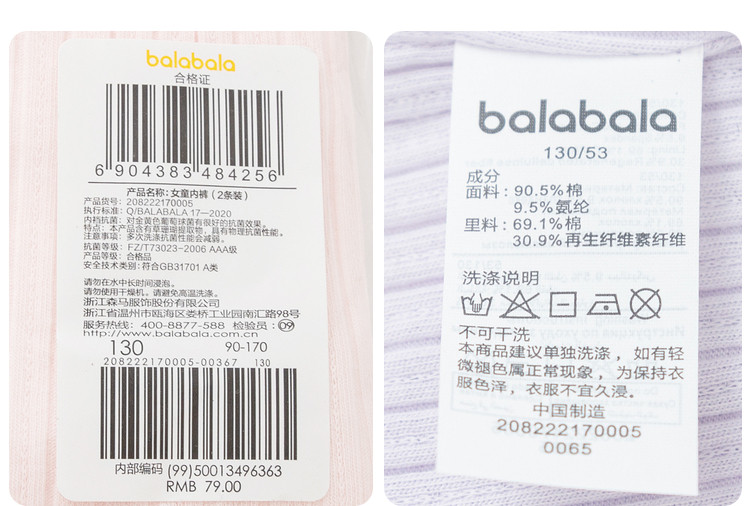 balabala
合格证
6 904383 484256
产品名称:女童内裤（2条装）
产品货号: 208222170005
执行标准: Q/BALABALA 17—2020
内裆抗菌: 对金黄色葡萄球菌有很好的抗菌效果。
特点: 本产品含有草珊瑚提取物，具有物理抗菌性能。
注意事项: 多次洗涤抗菌性能会减弱。
抗菌等级: FZ/T73023-2006 AAA级
产品等级: 合格品
安全技术类别: 符合GB31701 A类
请勿在水中长时间浸泡。
请勿使用干燥机。请避免高温洗涤。
浙江森马服饰股份有限公司
浙江省温州市瓯海区娄桥工业园南汇路98号
服务热线: 400-8877-588 检验员: 09
http://www.balabala.com.cn
130 90-170
208222170005-00367 130
内部编码 (99)50013496363
RMB 79.00
balabala
130/53
成分
面料: 90.5%棉
9.5%氨纶
里料: 69.1%棉
30.9%再生纤维素纤维
洗涤说明
不可干洗
本商品建议单独洗涤，如有轻
微褪色属正常现象，为保持衣
服色泽，衣服不宜久浸。
中国制造
208222170005
0065